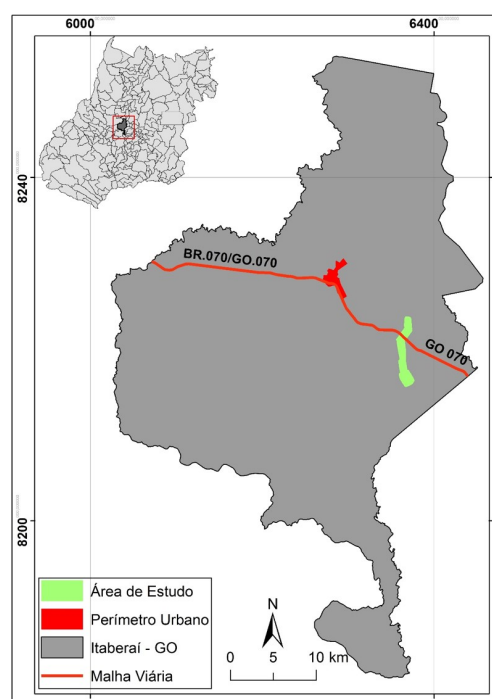 6000
6400
8240
BR.070/GO.070
GO 070
8200
Área de Estudo
Perímetro Urbano
Itaberaí - GO
Malha Viária
N
0 5 10 km